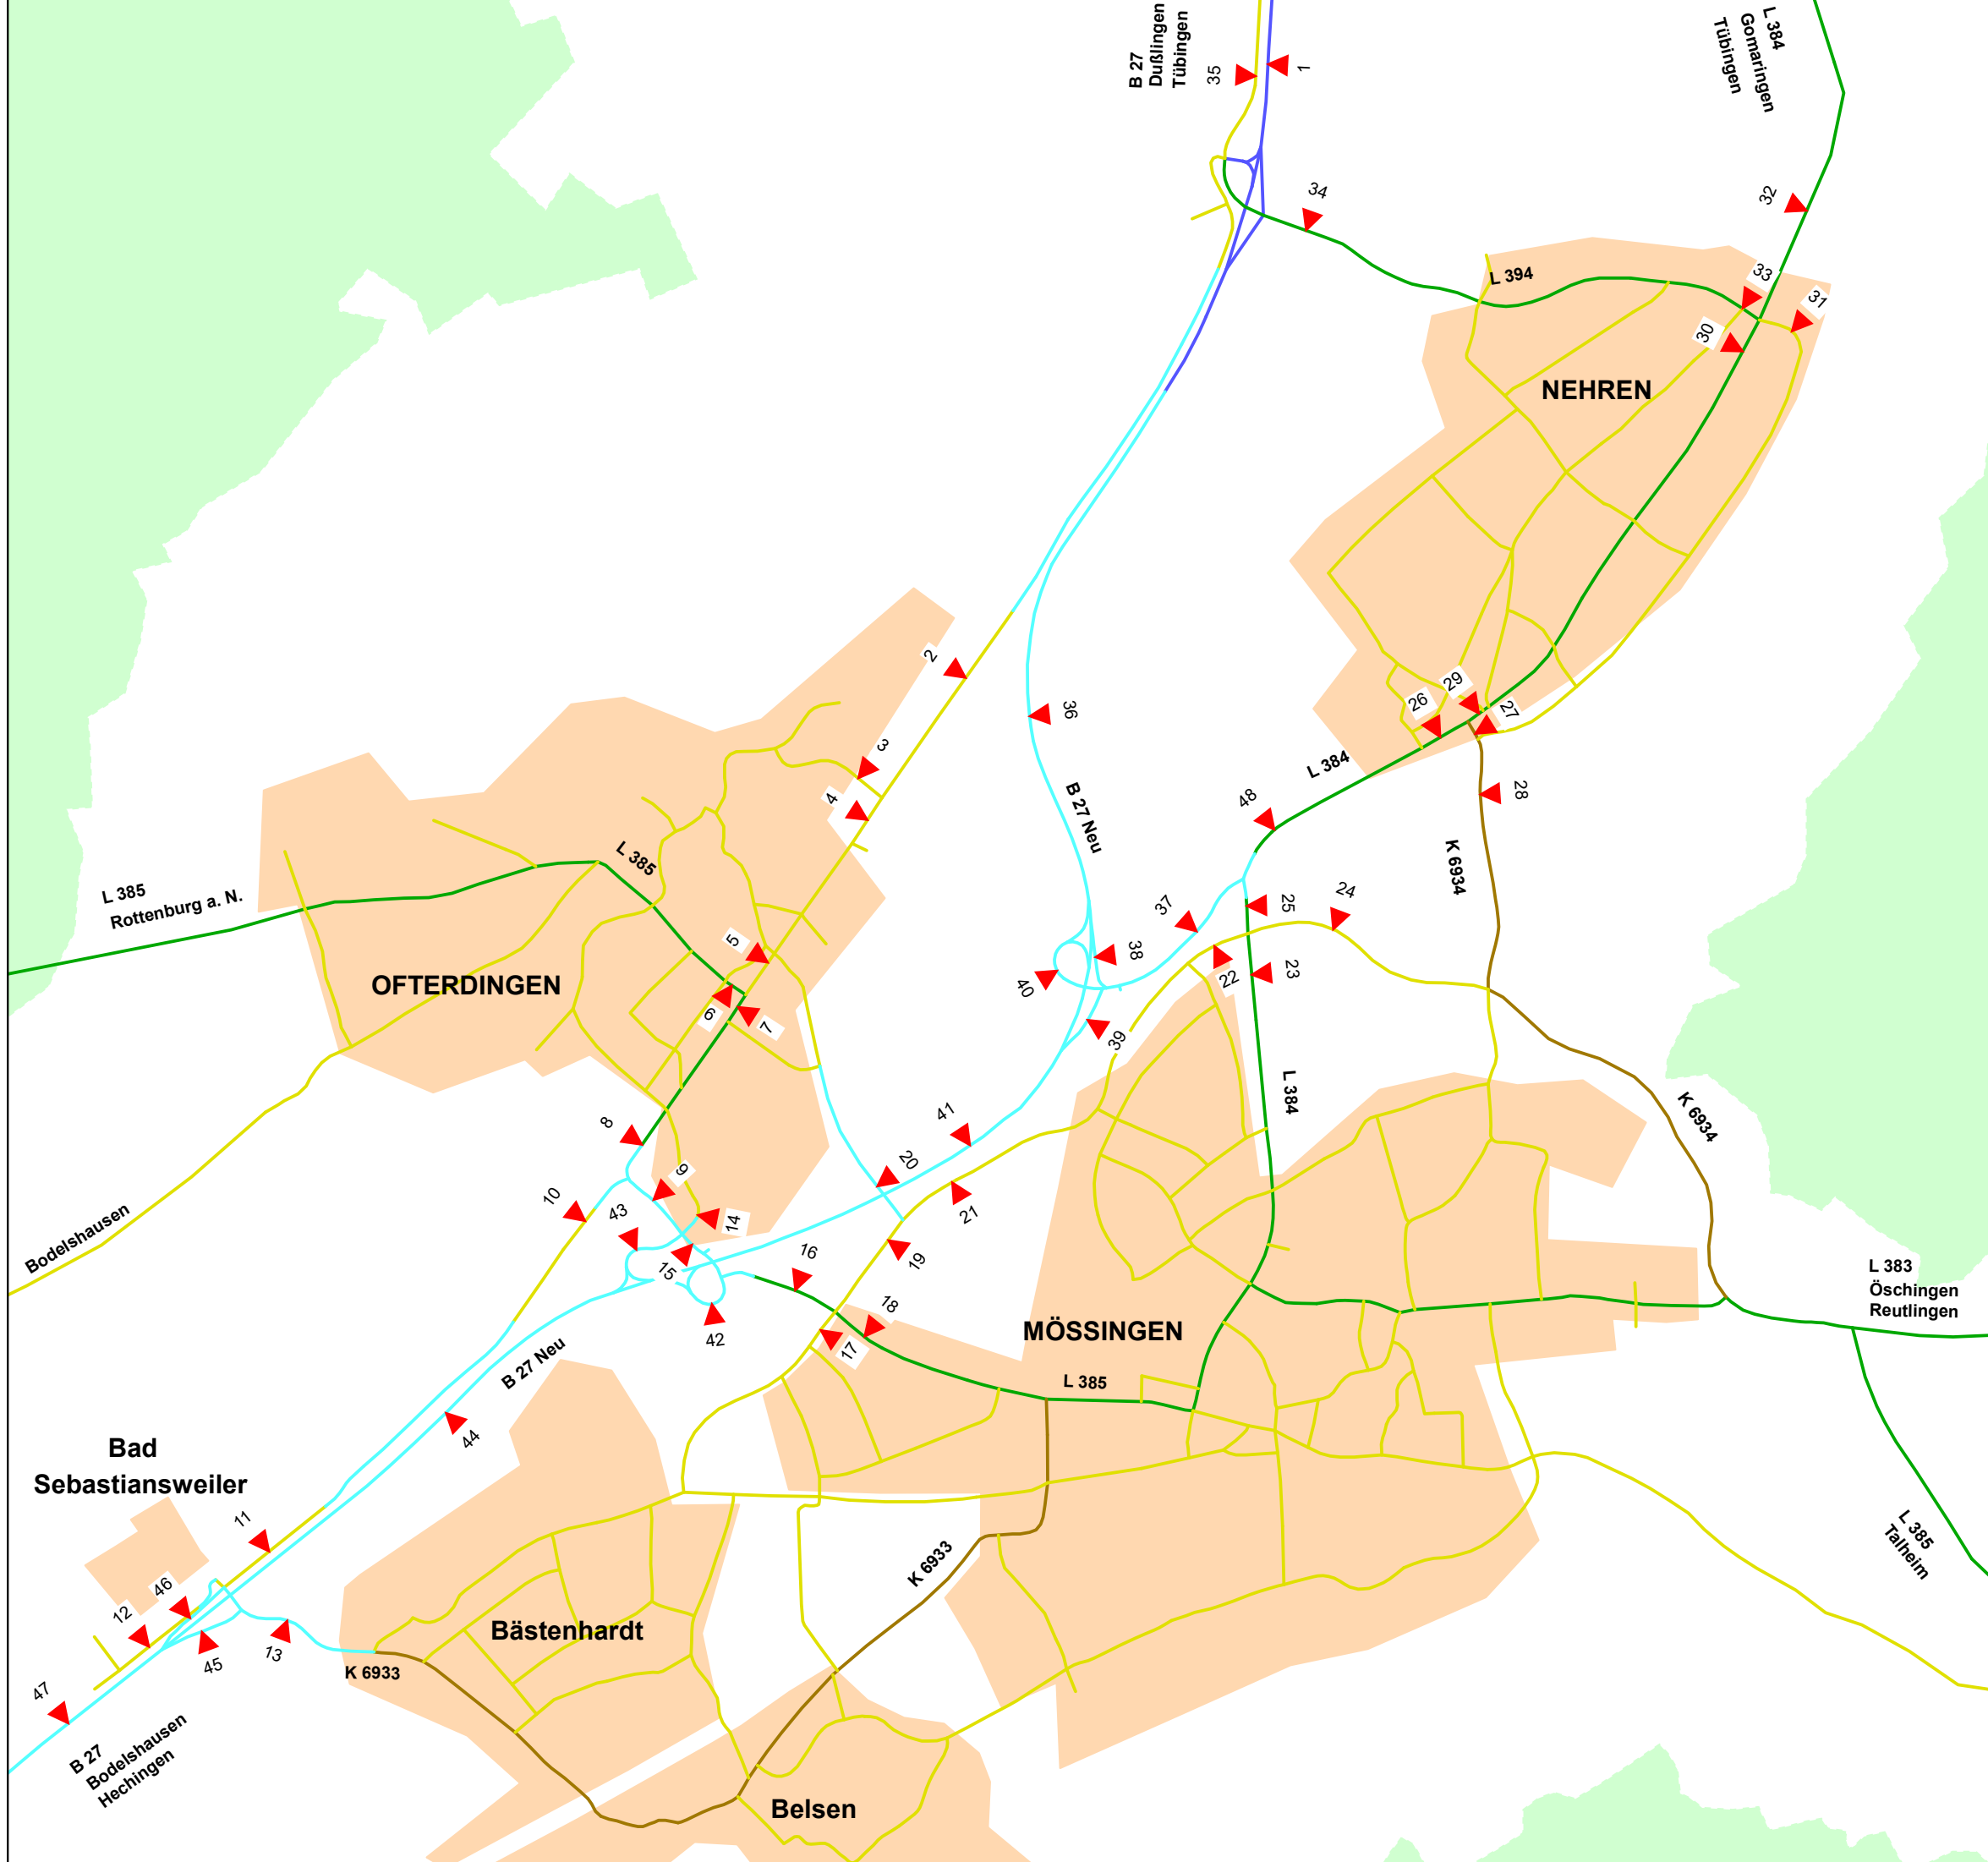 B 27
Dußlingen
Tübingen
35
1
L 384
Gomaringen
Tübingen
34
32
L 394
33
31
30
NEHREN
2
36
3
4
B 27 Neu
26
29
27
L 384
48
28
K 6934
L 385
L 385
Rottenburg a. N.
OFTERDINGEN
5
6
7
37
38
40
39
25
24
22
23
L 384
K 6934
8
9
10
43
14
15
41
20
21
16
19
42
18
17
Bodelshausen
L 383
Öschingen
Reutlingen
MÖSSINGEN
L 385
B 27 Neu
44
Bad
Sebastiansweiler
11
46
12
45
13
47
K 6933
Bästenhardt
K 6933
L 385
Talheim
B 27
Bodelshausen
Hechingen
Belsen